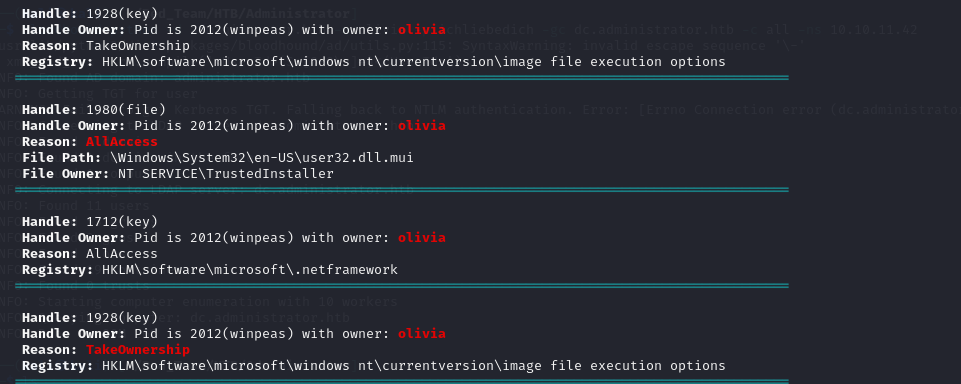 Handle: 1928(key)
Handle Owner: Pid is 2012(winpeas) with owner: olivia
Reason: TakeOwnership
Registry: HKLM\software\microsoft\windows nt\currentversion\image file execution options
Handle: 1980(file)
Handle Owner: Pid is 2012(winpeas) with owner: olivia
Reason: AllAccess
File Path: \Windows\System32\en-US\user32.dll.mui
File Owner: NT SERVICE\TrustedInstaller
Handle: 1712(key)
Handle Owner: Pid is 2012(winpeas) with owner: olivia
Reason: AllAccess
Registry: HKLM\software\microsoft\.netframework
Handle: 1928(key)
Handle Owner: Pid is 2012(winpeas) with owner: olivia
Reason: TakeOwnership
Registry: HKLM\software\microsoft\windows nt\currentversion\image file execution options